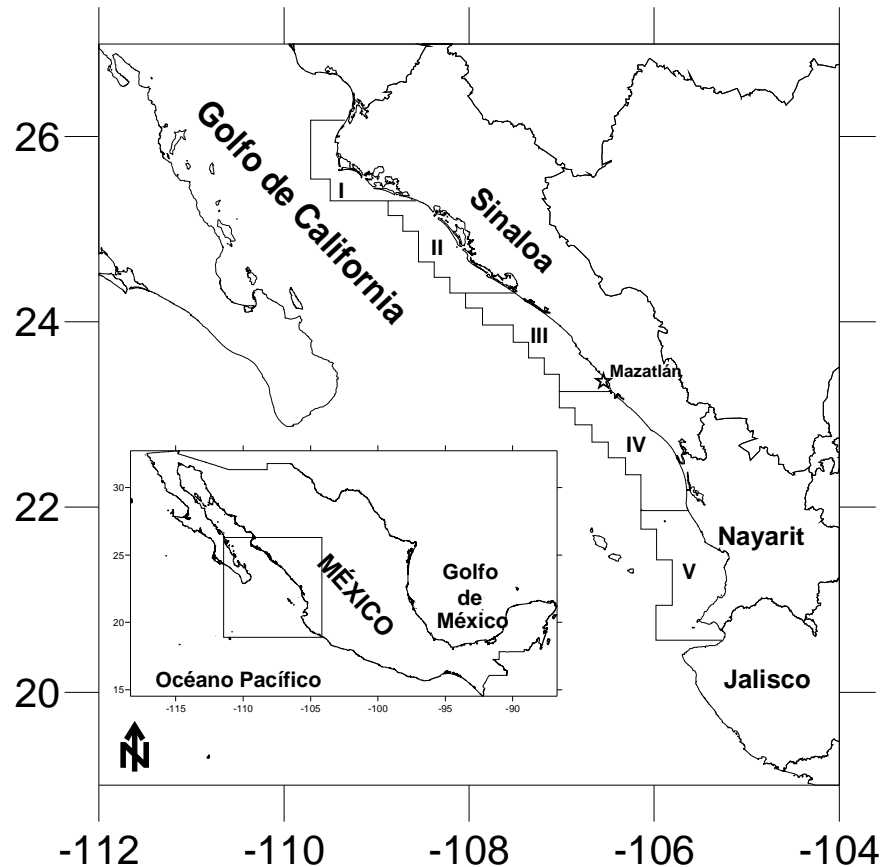 26
24
22
20
-112
-110
-108
-106
-104
Golfo de California
Sinaloa
I
II
III
Mazatlán
IV
Nayarit
V
Jalisco
30
25
20
15
-115
-110
-105
-100
-95
-90
MÉXICO
Golfo
de
México
Océano Pacífico
N